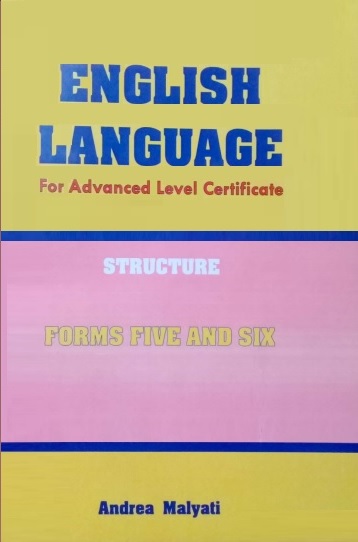 ENGLISH
LANGUAGE
For Advanced Level Certificate
STRUCTURE
FORMS FIVE AND SIX
Andrea Malyati